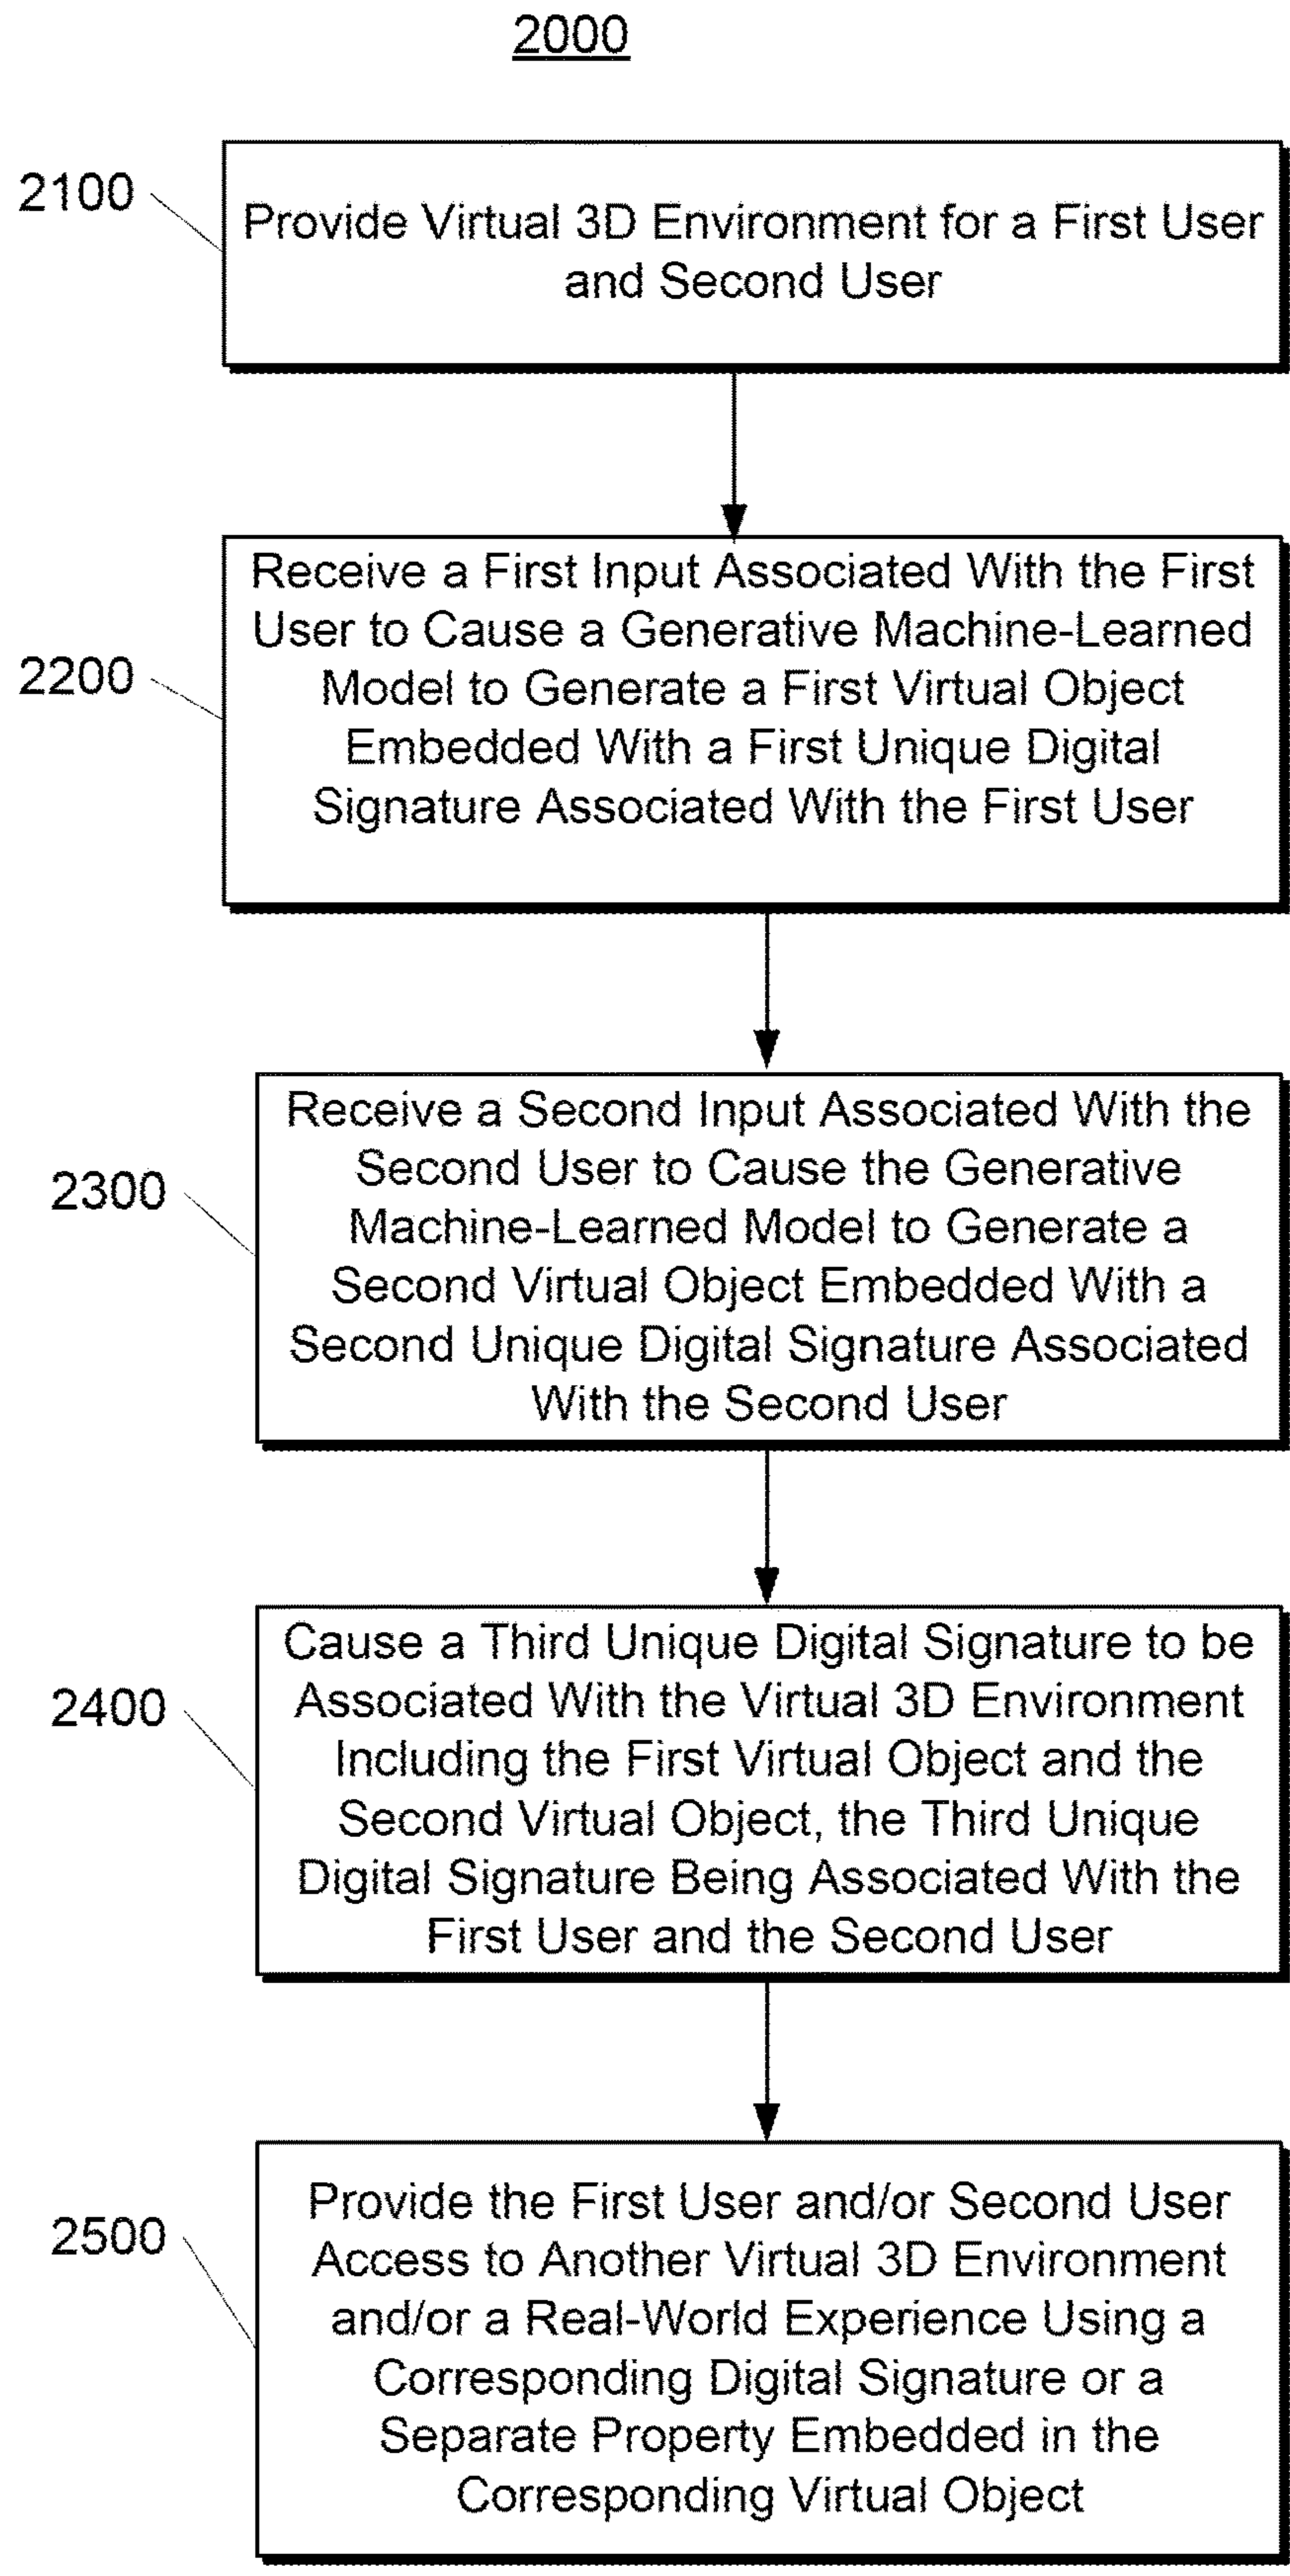 2000
2100
Provide Virtual 3D Environment for a First User
and Second User
2200
Receive a First Input Associated With the First
User to Cause a Generative Machine-Learned
Model to Generate a First Virtual Object
Embedded With a First Unique Digital
Signature Associated With the First User
2300
Receive a Second Input Associated With the
Second User to Cause the Generative
Machine-Learned Model to Generate a
Second Virtual Object Embedded With a
Second Unique Digital Signature Associated
With the Second User
2400
Cause a Third Unique Digital Signature to be
Associated With the Virtual 3D Environment
Including the First Virtual Object and the
Second Virtual Object, the Third Unique
Digital Signature Being Associated With the
First User and the Second User
2500
Provide the First User and/or Second User
Access to Another Virtual 3D Environment
and/or a Real-World Experience Using a
Corresponding Digital Signature or a
Separate Property Embedded in the
Corresponding Virtual Object